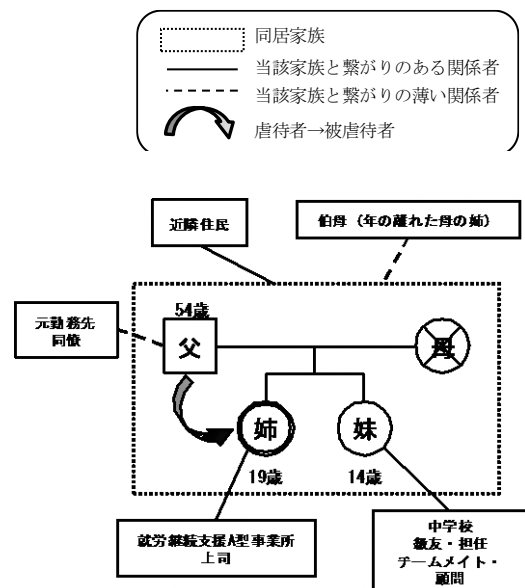 同居家族
当該家族と繋がりのある関係者
当該家族と繋がりの薄い関係者
虐待者→被虐待者
近隣住民
伯母（年の離れた母の姉）
元勤務先
同僚
54歳
父
母
姉
妹
19歳
14歳
就労継続支援A型事業所
上司
中学校
級友・担任
チームメイト・
顧問